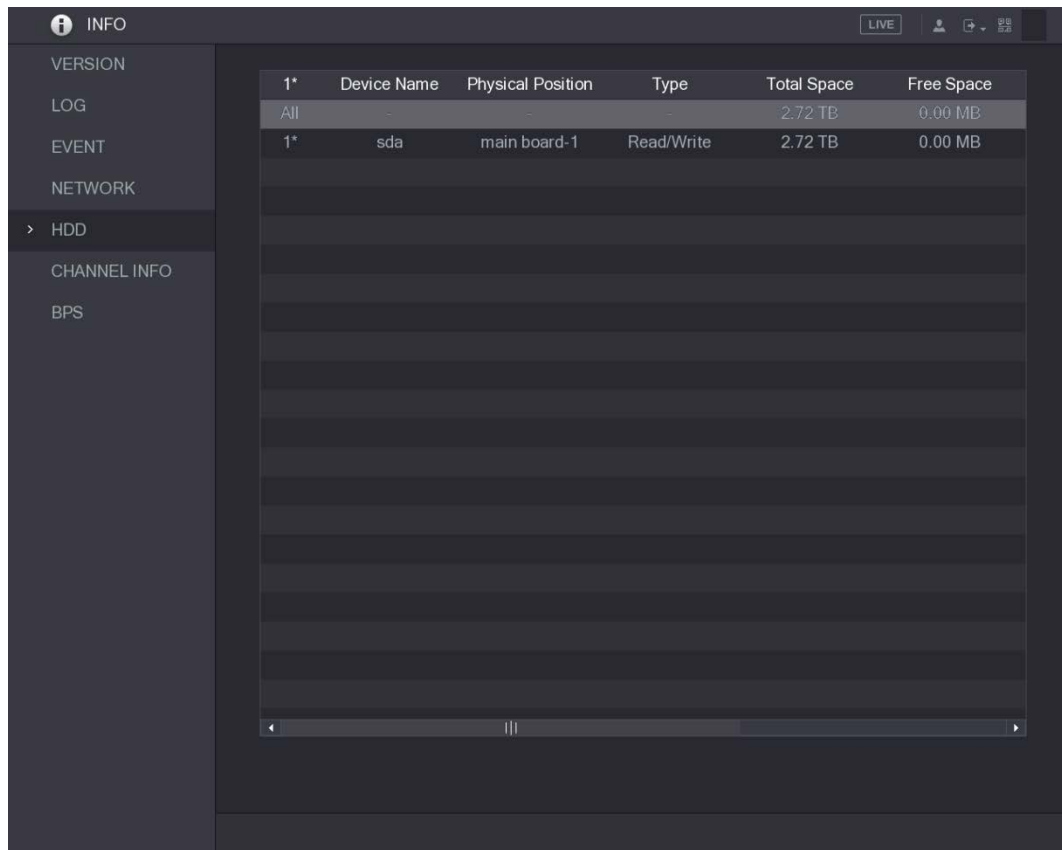 INFO
LIVE
VERSION
LOG
EVENT
NETWORK
> HDD
CHANNEL INFO
BPS
1* Device Name Physical Position Type Total Space Free Space
All - - - 2.72 TB 0.00 MB
1* sda main board-1 Read/Write 2.72 TB 0.00 MB